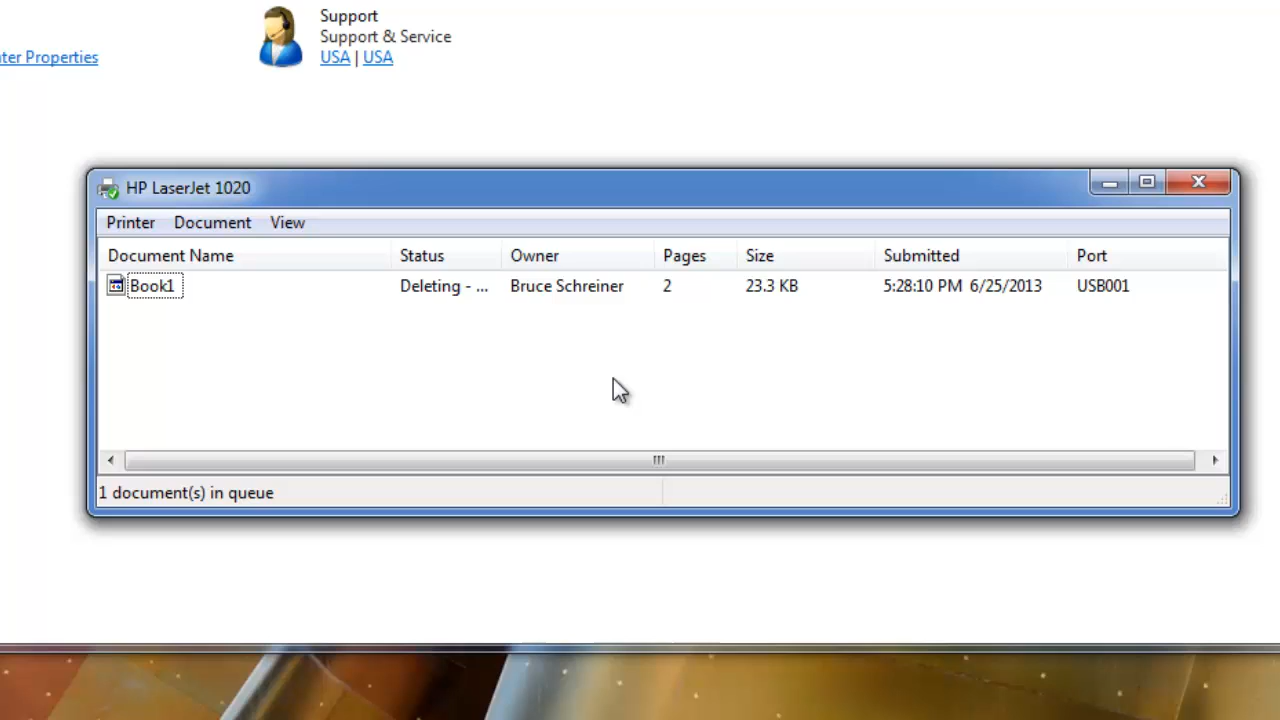 Support
Support & Service
ter Properties
USA | USA
HP LaserJet 1020
Printer Document View
Document Name Status Owner Pages Size Submitted Port
Book1 Deleting - ... Bruce Schreiner 2 23.3 KB 5:28:10 PM 6/25/2013 USB001
1 document(s) in queue